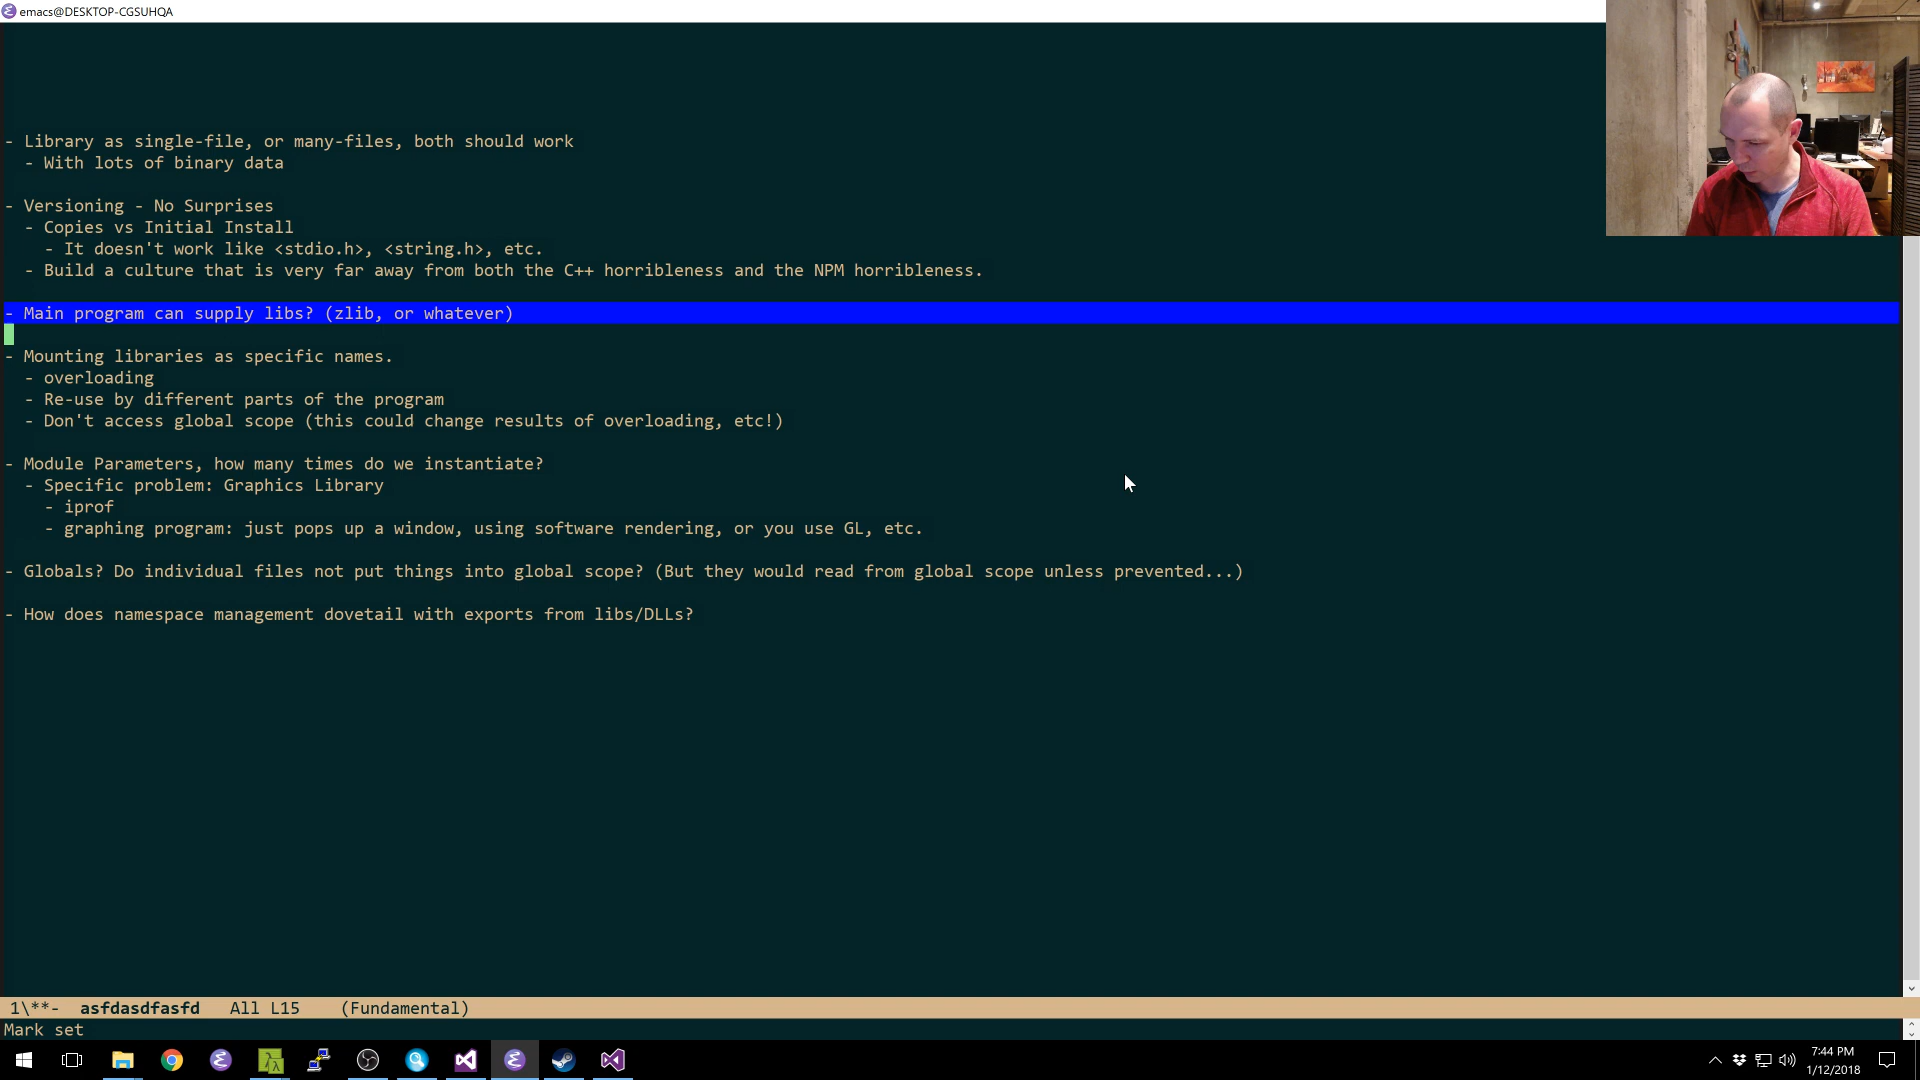 emacs@DESKTOP-CGSUHQA
- Library as single-file, or many-files, both should work
- With lots of binary data
- Versioning - No Surprises
- Copies vs Initial Install
- It doesn't work like <stdio.h>, <string.h>, etc.
- Build a culture that is very far away from both the C++ horribleness and the NPM horribleness.
- Main program can supply libs? (zlib, or whatever)
- Mounting libraries as specific names.
- overloading
- Re-use by different parts of the program
- Don't access global scope (this could change results of overloading, etc!)
- Module Parameters, how many times do we instantiate?
- Specific problem: Graphics Library
- iprof
- graphing program: just pops up a window, using software rendering, or you use GL, etc.
- Globals? Do individual files not put things into global scope? (But they would read from global scope unless prevented...)
- How does namespace management dovetail with exports from libs/DLLs?
1\**- asfdasdfasfd All L15 (Fundamental)
Mark set
7:44 PM
1/12/2018